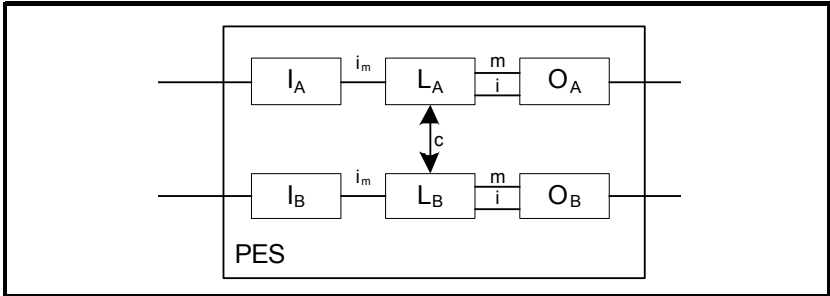 I_A i_m L_A m i O_A
c
I_B i_m L_B m i O_B
PES